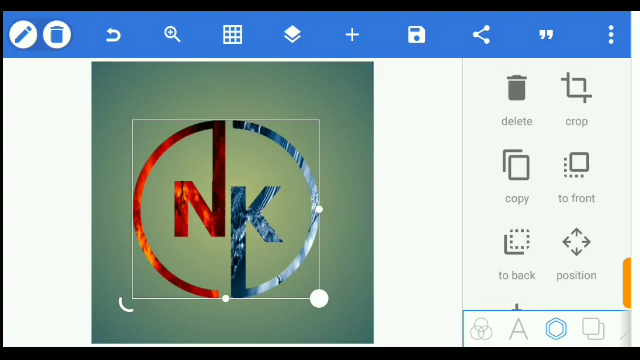 NK
delete crop
copy to front
to back position